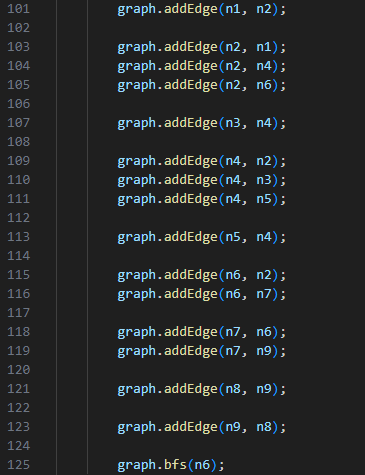 101 graph.addEdge(n1, n2);
102
103 graph.addEdge(n2, n1);
104 graph.addEdge(n2, n4);
105 graph.addEdge(n2, n6);
106
107 graph.addEdge(n3, n4);
108
109 graph.addEdge(n4, n2);
110 graph.addEdge(n4, n3);
111 graph.addEdge(n4, n5);
112
113 graph.addEdge(n5, n4);
114
115 graph.addEdge(n6, n2);
116 graph.addEdge(n6, n7);
117
118 graph.addEdge(n7, n6);
119 graph.addEdge(n7, n9);
120
121 graph.addEdge(n8, n9);
122
123 graph.addEdge(n9, n8);
124
125 graph.bfs(n6);